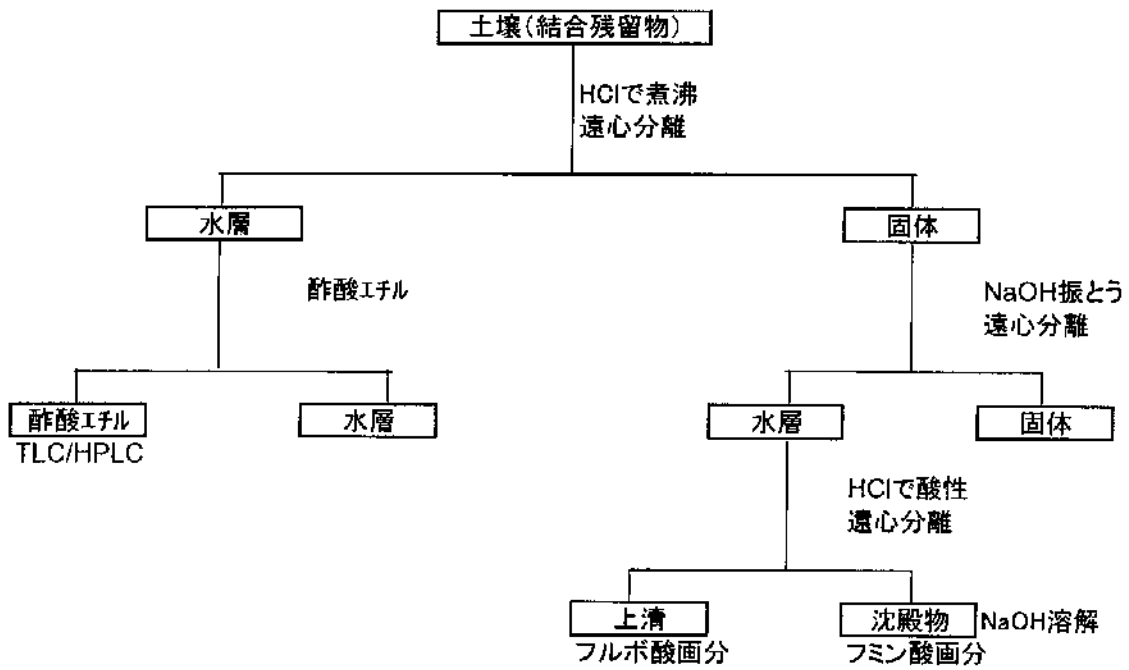 土壌(結合残留物)
HClで煮沸
遠心分離
水層
固体
酢酸エチル
NaOH振とう
遠心分離
酢酸エチル
水層
水層
固体
TLC/HPLC
HClで酸性
遠心分離
上清
沈殿物
NaOH溶解
フルボ酸画分
フミン酸画分